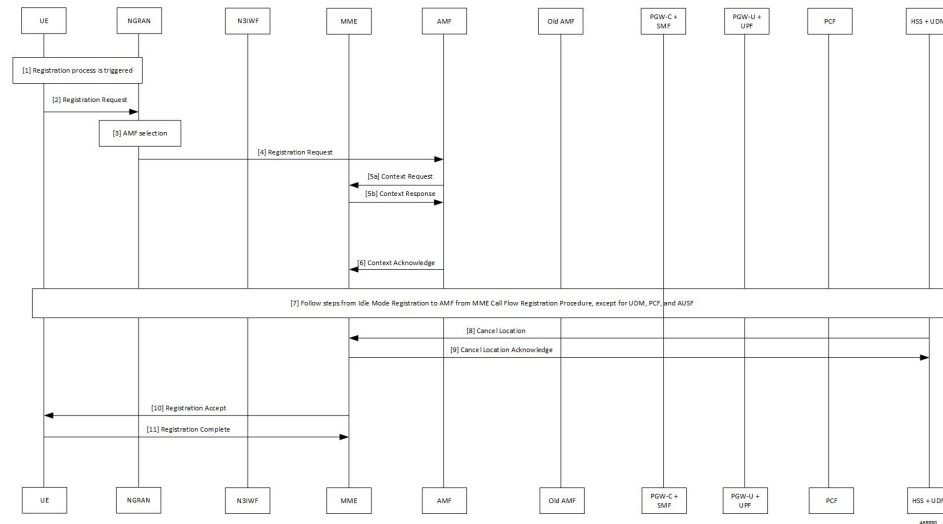 UE
NGRAN
N3IWF
MME
AMF
Old AMF
PGW-C +
SMF
PGW-U +
UPF
PCF
HSS + UDM
[1] Registration process is triggered
[2] Registration Request
[3] AMF selection
[4] Registration Request
[5a] Context Request
[5b] Context Response
[6] Context Acknowledge
[7] Follow steps from Idle Mode Registration to AMF from MME Call Flow Registration Procedure, except for UDM, PCF, and AUSF
[8] Cancel Location
[9] Cancel Location Acknowledge
[10] Registration Accept
[11] Registration Complete
UE
NGRAN
N3IWF
MME
AMF
Old AMF
PGW-C +
SMF
PGW-U +
UPF
PCF
HSS + UDM